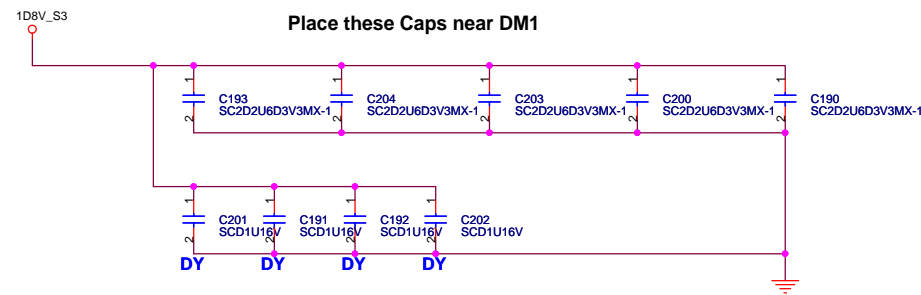 1D8V_S3
Place these Caps near DM1
1
1
1
1
1
C193
C204
C203
C200
C190
SC2D2U6D3V3MX-1
SC2D2U6D3V3MX-1
SC2D2U6D3V3MX-1
SC2D2U6D3V3MX-1
SC2D2U6D3V3MX-1
2
2
2
2
2
1
1
1
1
C201
C191
C192
C202
SCD1U16V
SCD1U16V
SCD1U16V
SCD1U16V
2
2
2
2
DY
DY
DY
DY